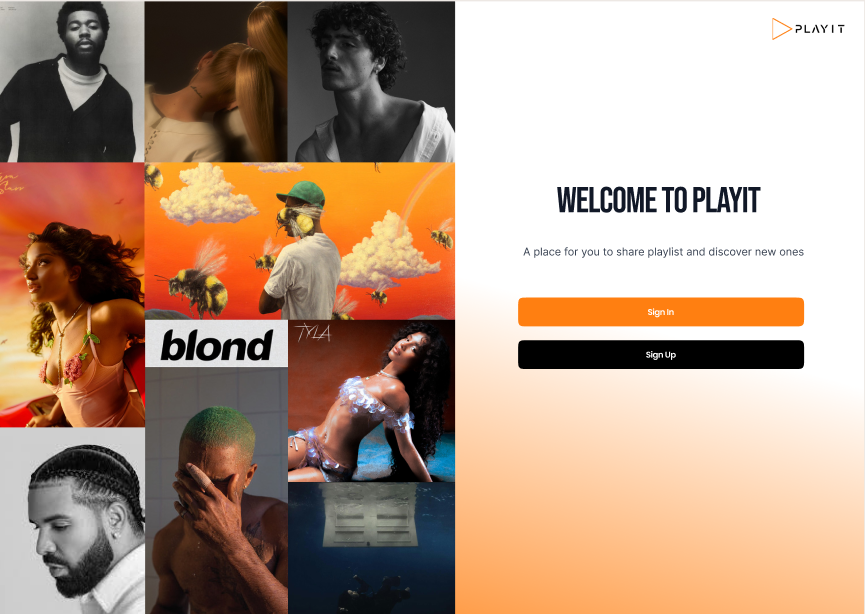 PLAYIT
WELCOME TO PLAYIT
A place for you to share playlist and discover new ones
Sign In
Sign Up
blond
TYLA